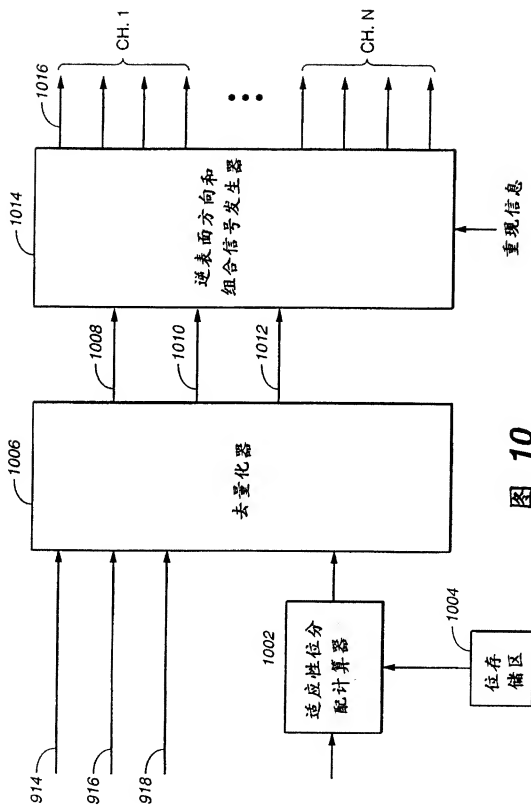 914
916
918
1006
去量化器
1002
适应性位分
配计算器
1004
位存
储区
1008
1010
1012
1014
逆表面方向和
组合信号发生器
重现信息
1016
CH. 1
CH. N
图 10